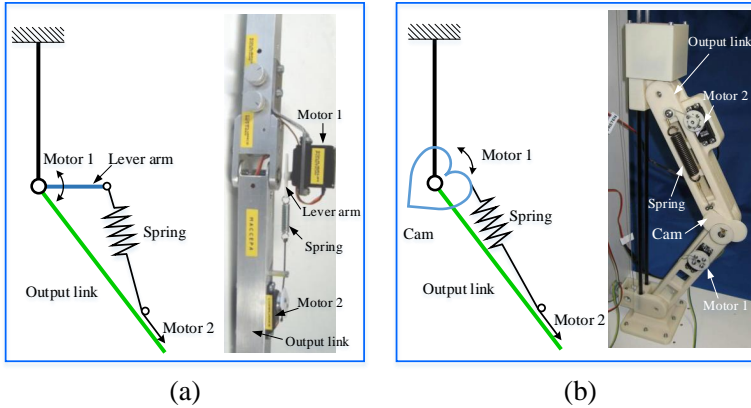 Motor 1
Lever arm
Spring
Output link
Motor 2
Motor 1
Lever arm
Spring
MACCEPA
Motor 2
Output link
Motor 1
Cam
Spring
Output link
Motor 2
Output link
Motor 2
Spring
Cam
Motor 1
(a)
(b)